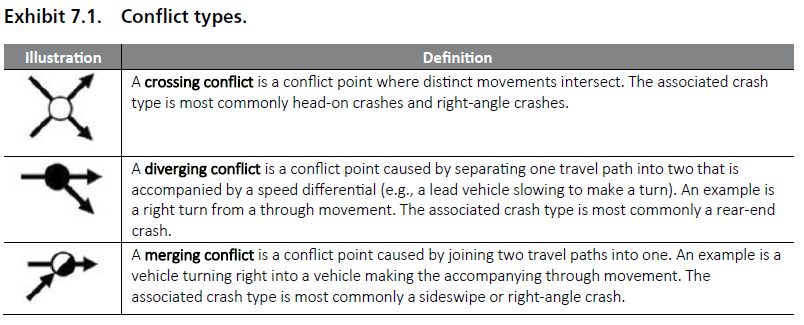 Exhibit 7.1. Conflict types.
Illustration Definition
A crossing conflict is a conflict point where distinct movements intersect. The associated crash
type is most commonly head-on crashes and right-angle crashes.
A diverging conflict is a conflict point caused by separating one travel path into two that is
accompanied by a speed differential (e.g., a lead vehicle slowing to make a turn). An example is
a right turn from a through movement. The associated crash type is most commonly a rear-end
crash.
A merging conflict is a conflict point caused by joining two travel paths into one. An example is a
vehicle turning right into a vehicle making the accompanying through movement. The
associated crash type is most commonly a sideswipe or right-angle crash.